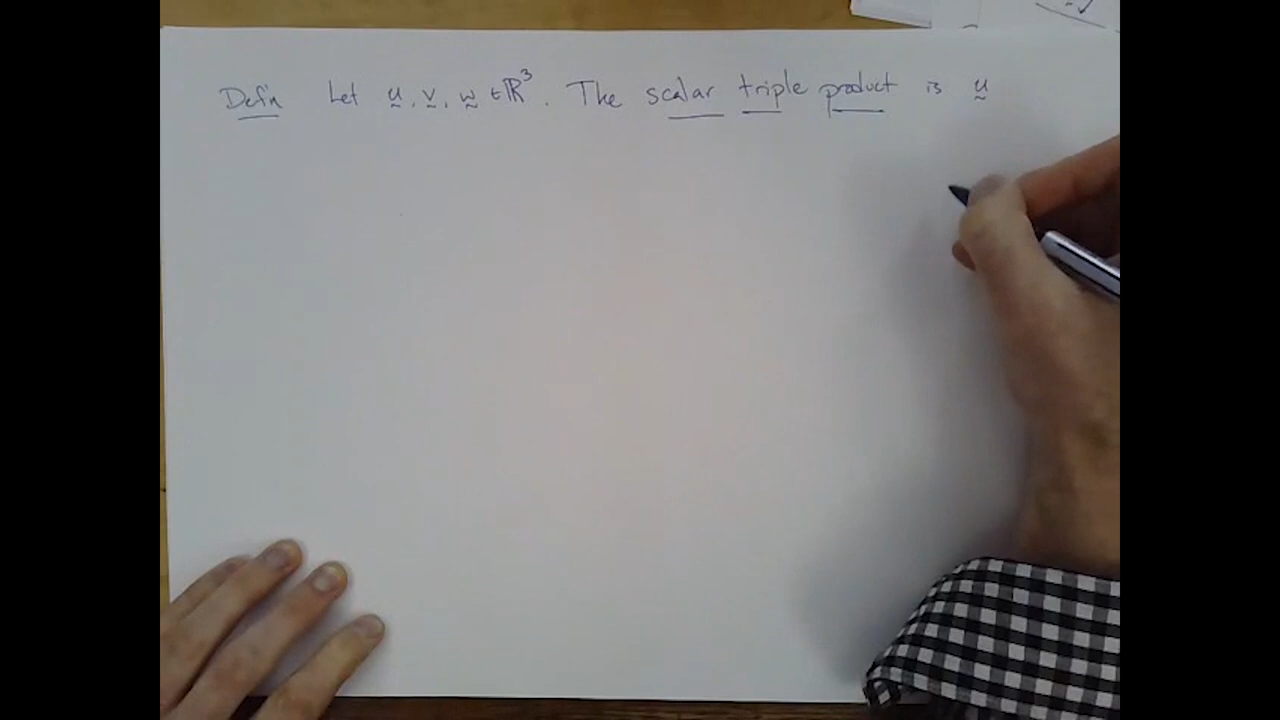 Defn Let u, v, w ∈ ℝ³. The scalar triple product is u